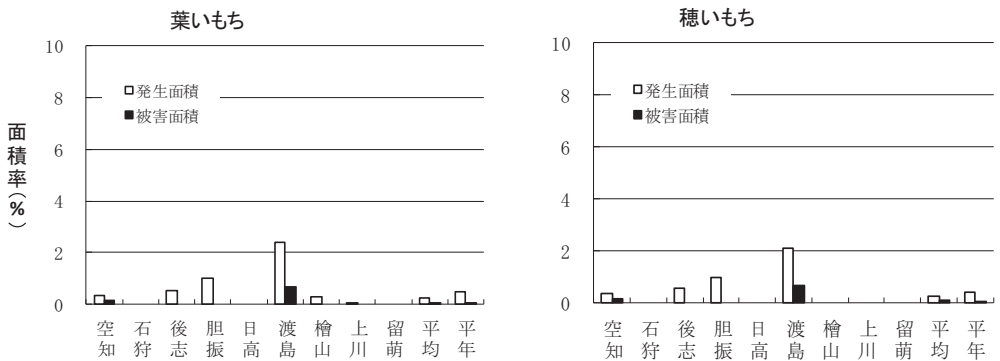 葉いもち
面積率(%)
10
8
6
4
2
0
□発生面積
■被害面積
空知
石狩
後志
胆振
日高
渡島
檜山
上川
留萌
平均
平年
穂いもち
10
8
6
4
2
0
□発生面積
■被害面積
空知
石狩
後志
胆振
日高
渡島
檜山
上川
留萌
平均
平年